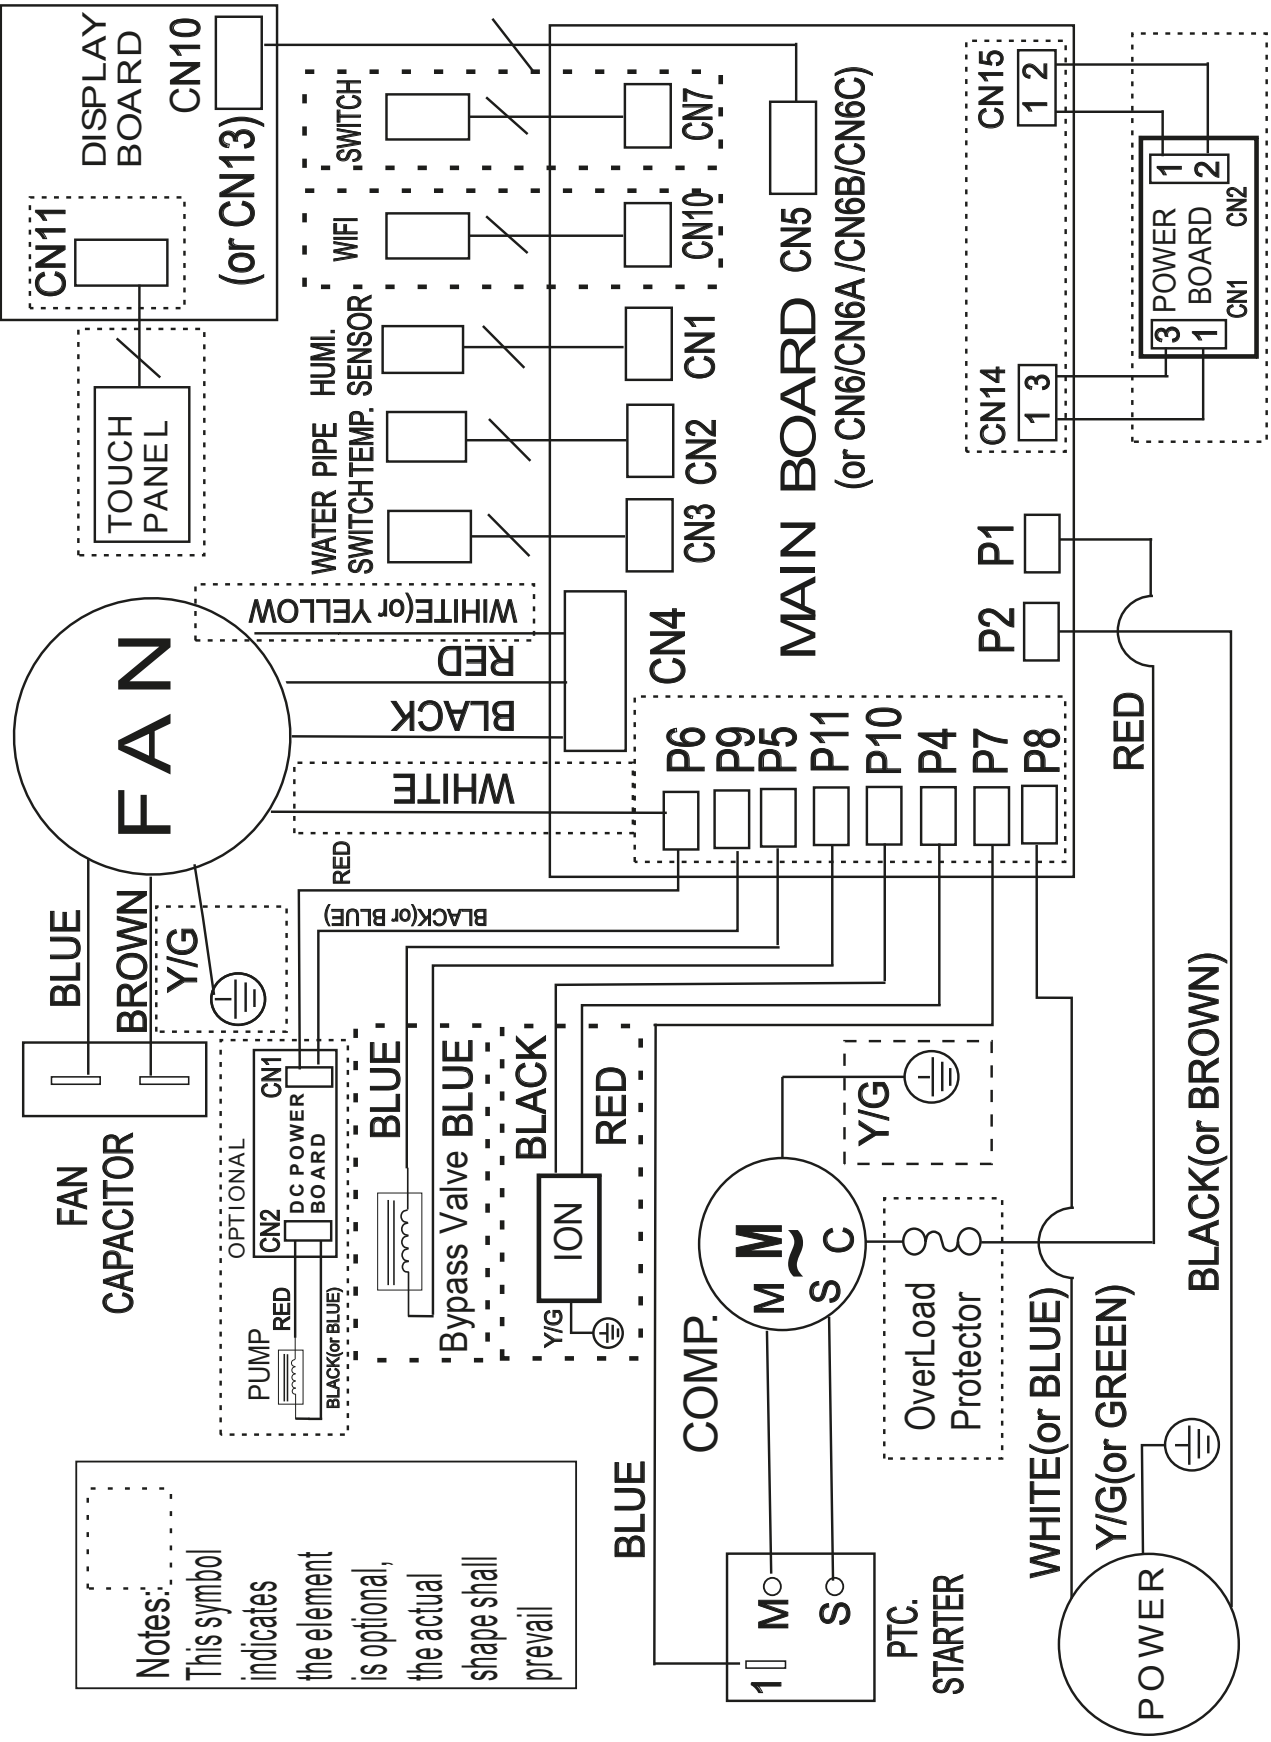 DISPLAY
BOARD
CN10
(or CN13)
CN11
TOUCH
PANEL
SWITCH
CN7
WIFI
CN10
HUMI.
SENSOR
CN1
PIPE
TEMP.
CN2
WATER
SWITCH
CN3
CN5
MAIN BOARD
(or CN6/CN6A /CN6B/CN6C)
CN15
1 2
CN14
1 3
POWER
BOARD
1 2
CN2
3 1
CN1
P1
P2
FAN
WHITE(or YELLOW
RED
BLACK
WHITE
CN4
P6
P9
P5
P11
P10
P4
P7
P8
RED
BLACK(or BLUE)
BLUE
BROWN
Y/G
FAN
CAPACITOR
OPTIONAL
CN1
DC POWER
BOARD
CN2
PUMP
RED
BLACK(or BLUE)
BLUE
Bypass Valve
BLUE
BLACK
RED
ION
Y/G
COMP.
M
~
M
S
C
Y/G
OverLoad
Protector
RED
BLACK(or BROWN)
WHITE(or BLUE)
Y/G(or GREEN)
BLUE
1
M
S
PTC.
STARTER
POWER
Notes:
This symbol
indicates
the element
is optional,
the actual
shape shall
prevail